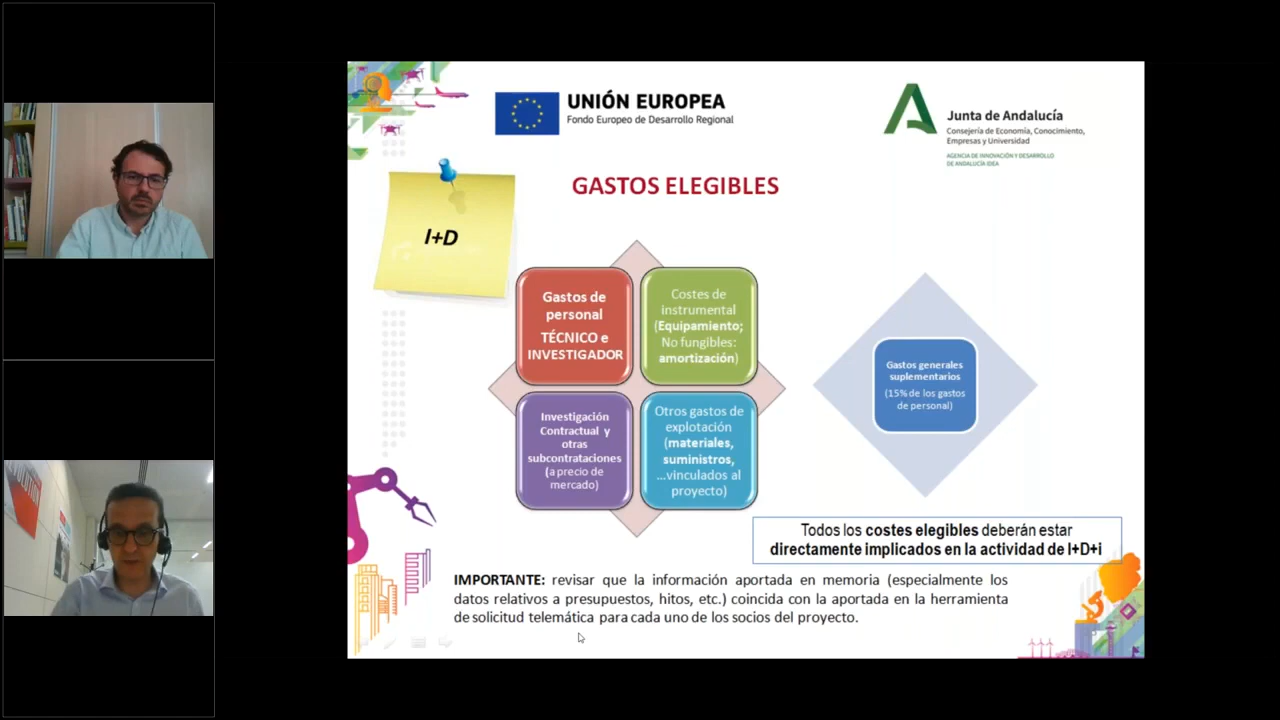 UNIÓN EUROPEA
Fondo Europeo de Desarrollo Regional
Junta de Andalucía
Consejería de Economía, Conocimiento,
Empresas y Universidad
AGENCIA DE INNOVACIÓN Y DESARROLLO
DE ANDALUCÍA IDEA
GASTOS ELEGIBLES
I+D
Gastos de
personal
TÉCNICO e
INVESTIGADOR
Costes de
instrumental
(Equipamiento;
No fungibles:
amortización)
Investigación
Contractual y
otras
subcontrataciones
(a precio de
mercado)
Otros gastos de
explotación
(materiales,
suministros,
...vinculados al
proyecto)
Gastos generales
suplementarios
(15% de los gastos
de personal)
Todos los costes elegibles deberán estar
directamente implicados en la actividad de I+D+i
IMPORTANTE: revisar que la información aportada en memoria (especialmente los
datos relativos a presupuestos, hitos, etc.) coincida con la aportada en la herramienta
de solicitud telemática para cada uno de los socios del proyecto.